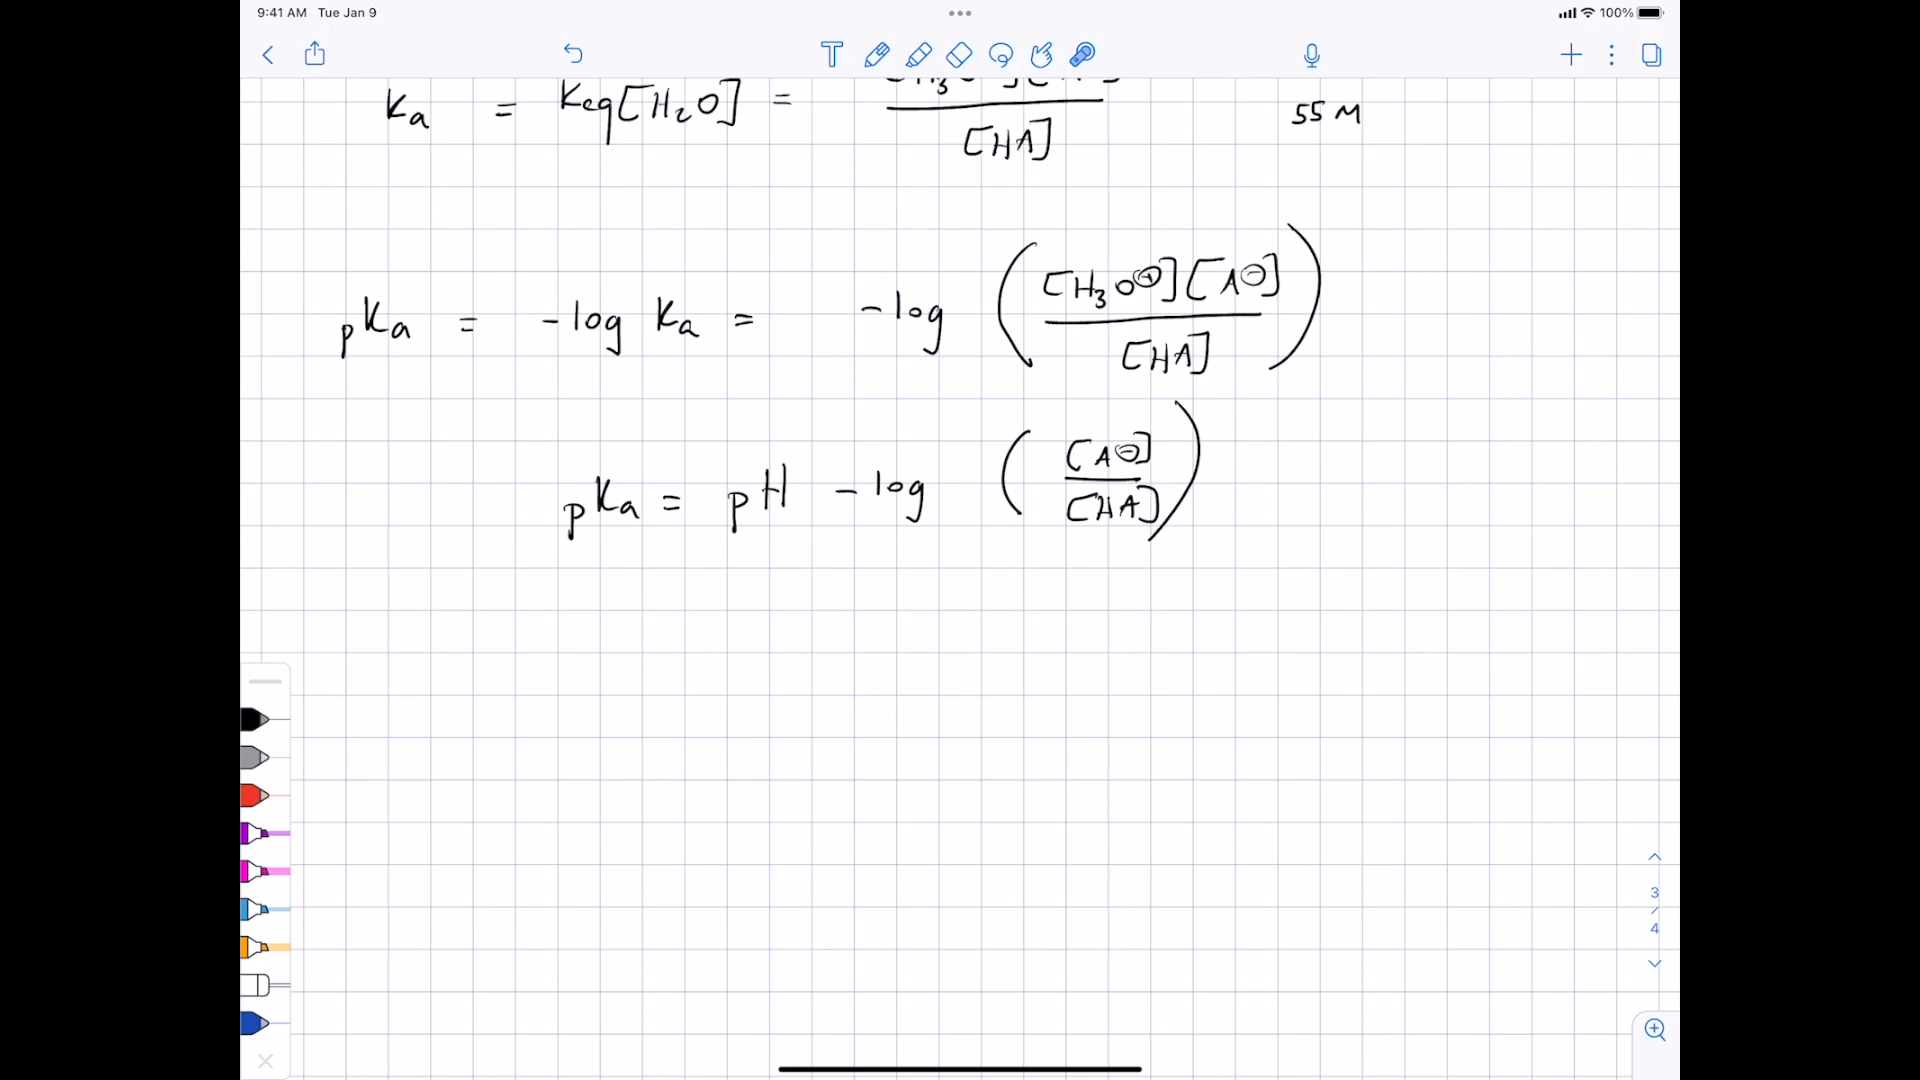 9:41 AM Tue Jan 9
100%
Ka = Keq[H₂O] =
[HA]
55 M
pKa = -log Ka = -log ( [H₃O⊕][A⊖] / [HA] )
pKa = pH - log ( [A⊖] / [HA] )
3
/
4